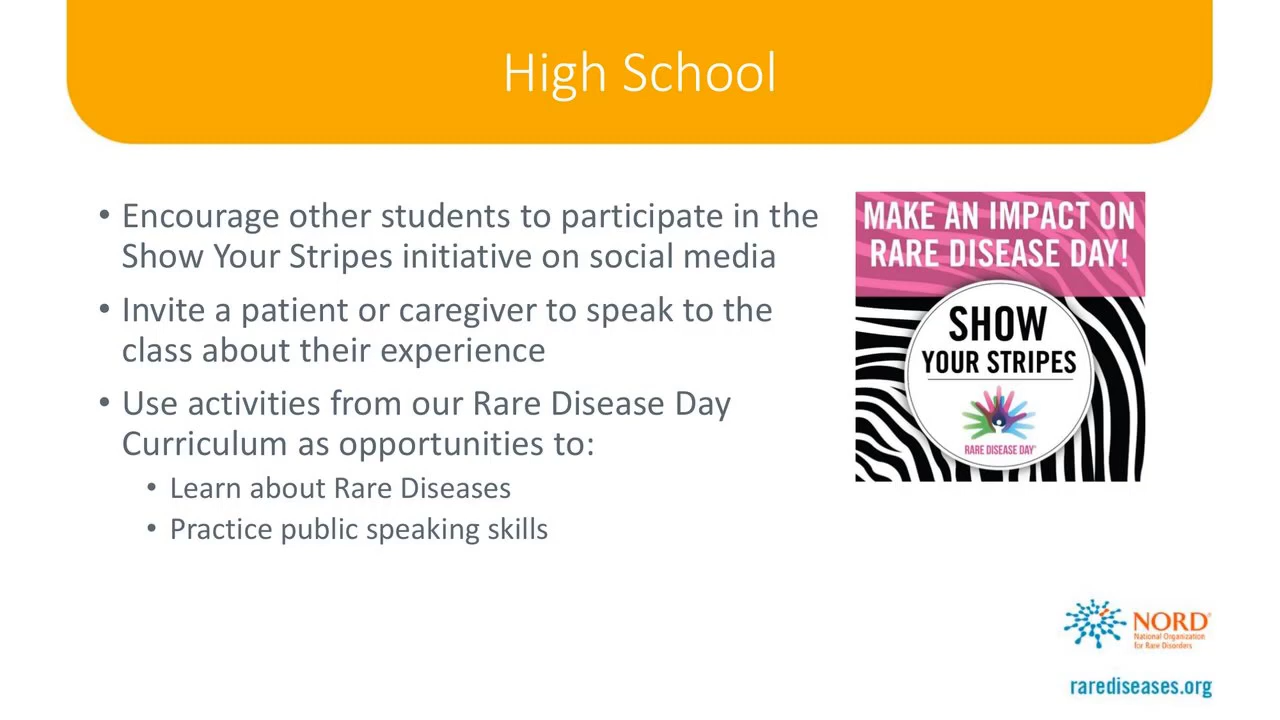 High School
• Encourage other students to participate in the
Show Your Stripes initiative on social media
• Invite a patient or caregiver to speak to the
class about their experience
• Use activities from our Rare Disease Day
Curriculum as opportunities to:
• Learn about Rare Diseases
• Practice public speaking skills
MAKE AN IMPACT ON
RARE DISEASE DAY!
SHOW
YOUR STRIPES
RARE DISEASE DAY®
NORD®
National Organization
for Rare Disorders
rarediseases.org